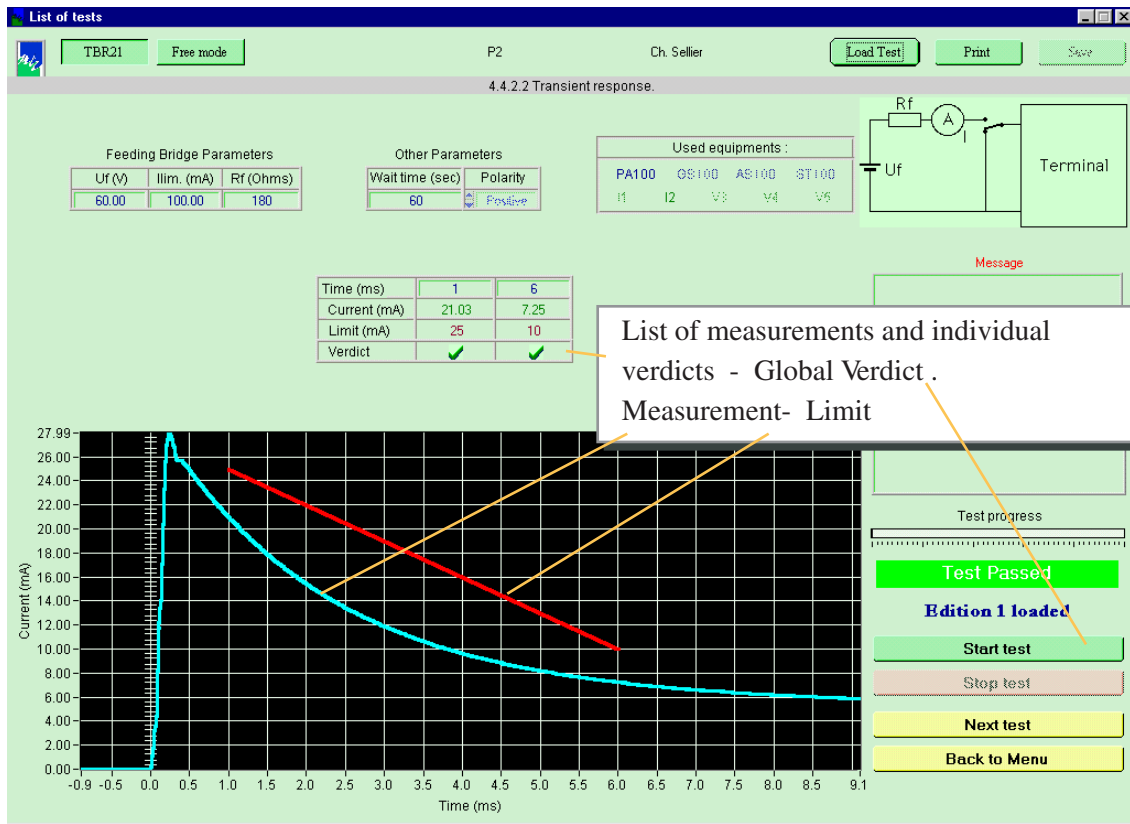 List of tests
TBR21 Free mode P2 Ch. Sellier Load Test Print Save
4.4.2.2 Transient response.
Feeding Bridge Parameters
Uf (V) Ilim. (mA) Rf (Ohms)
60.00 100.00 180
Other Parameters
Wait time (sec) Polarity
60 Positive
Used equipments :
PA100 OS100 AS100 ST100
I1 I2 V3 V4 V5
Rf
A
I
Uf
Terminal
Message
Time (ms) 1 6
Current (mA) 21.03 7.25
Limit (mA) 25 10
Verdict
List of measurements and individual
verdicts - Global Verdict .
Measurement- Limit
27.99
26.00
24.00
22.00
20.00
18.00
16.00
14.00
12.00
10.00
8.00
6.00
4.00
2.00
0.00
Current (mA)
-0.9 -0.5 0.0 0.5 1.0 1.5 2.0 2.5 3.0 3.5 4.0 4.5 5.0 5.5 6.0 6.5 7.0 7.5 8.0 8.5 9.1
Time (ms)
Test progress
Test Passed
Edition 1 loaded
Start test
Stop test
Next test
Back to Menu